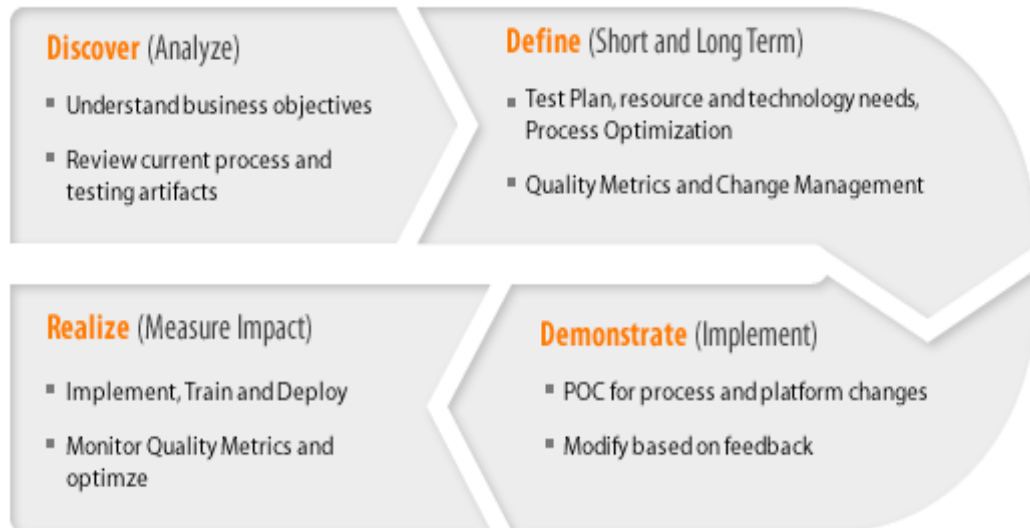 Discover (Analyze)
▪ Understand business objectives
▪ Review current process and
testing artifacts
Define (Short and Long Term)
▪ Test Plan, resource and technology needs,
Process Optimization
▪ Quality Metrics and Change Management
Demonstrate (Implement)
▪ POC for process and platform changes
▪ Modify based on feedback
Realize (Measure Impact)
▪ Implement, Train and Deploy
▪ Monitor Quality Metrics and
optimze